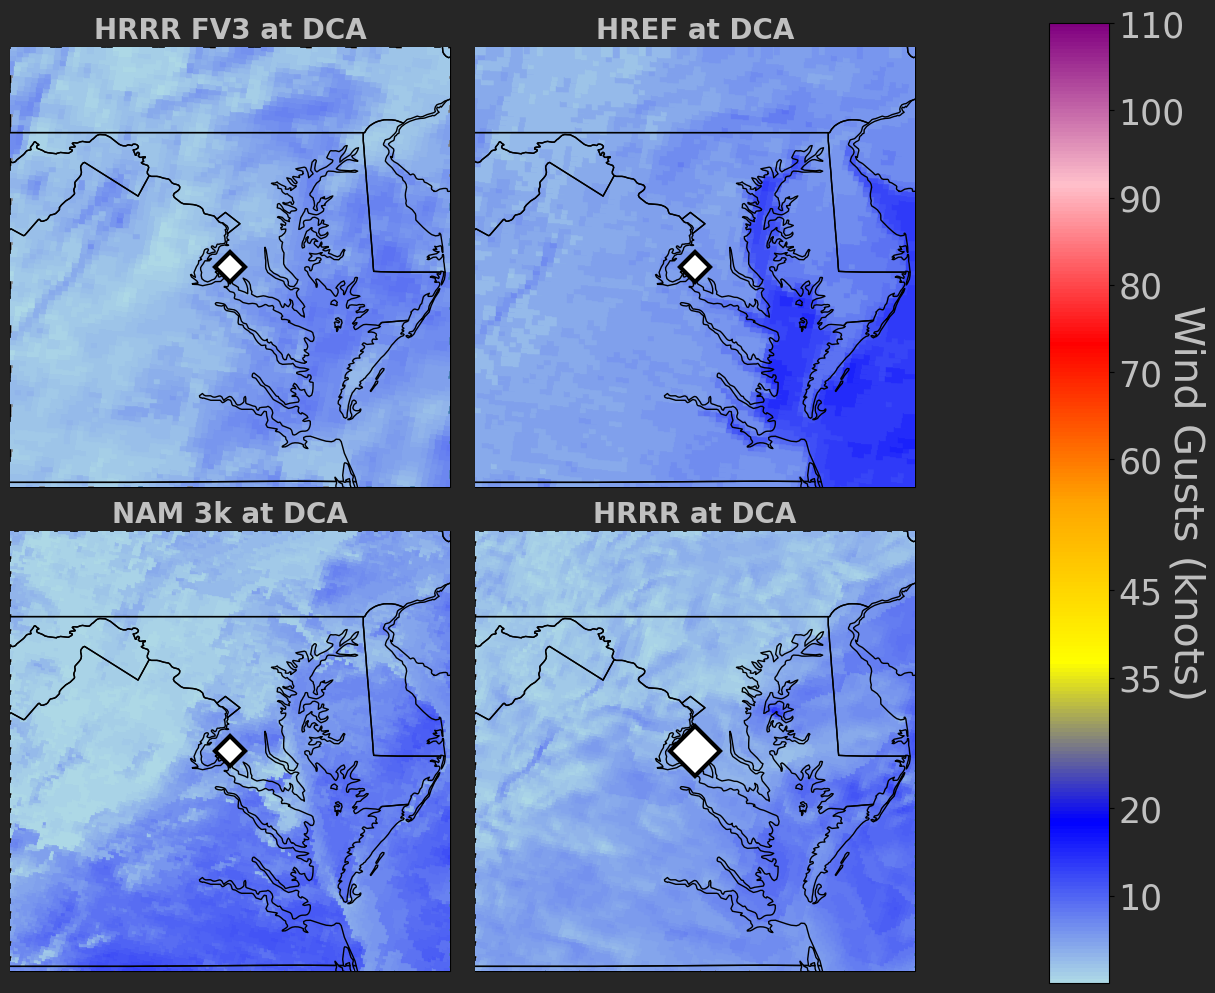 HRRR FV3 at DCA
HREF at DCA
NAM 3k at DCA
HRRR at DCA
110
100
90
80
70
60
45
35
20
10
Wind Gusts (knots)